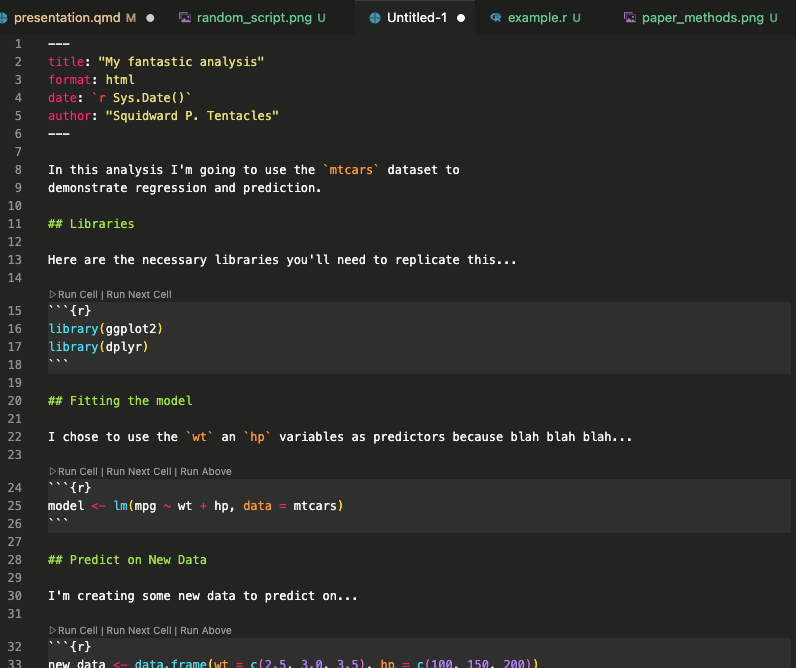 presentation.qmd M random_script.png U Untitled-1 example.r U paper_methods.png U
1 ---
2 title: "My fantastic analysis"
3 format: html
4 date: `r Sys.Date()`
5 author: "Squidward P. Tentacles"
6 ---
7
8 In this analysis I'm going to use the `mtcars` dataset to
9 demonstrate regression and prediction.
10
11 ## Libraries
12
13 Here are the necessary libraries you'll need to replicate this...
14
Run Cell | Run Next Cell
15 ```{r}
16 library(ggplot2)
17 library(dplyr)
18 ```
19
20 ## Fitting the model
21
22 I chose to use the `wt` an `hp` variables as predictors because blah blah blah...
23
Run Cell | Run Next Cell | Run Above
24 ```{r}
25 model <- lm(mpg ~ wt + hp, data = mtcars)
26 ```
27
28 ## Predict on New Data
29
30 I'm creating some new data to predict on...
31
Run Cell | Run Next Cell | Run Above
32 ```{r}
33 new_data <- data.frame(wt = c(2.5, 3.0, 3.5), hp = c(100, 150, 200))